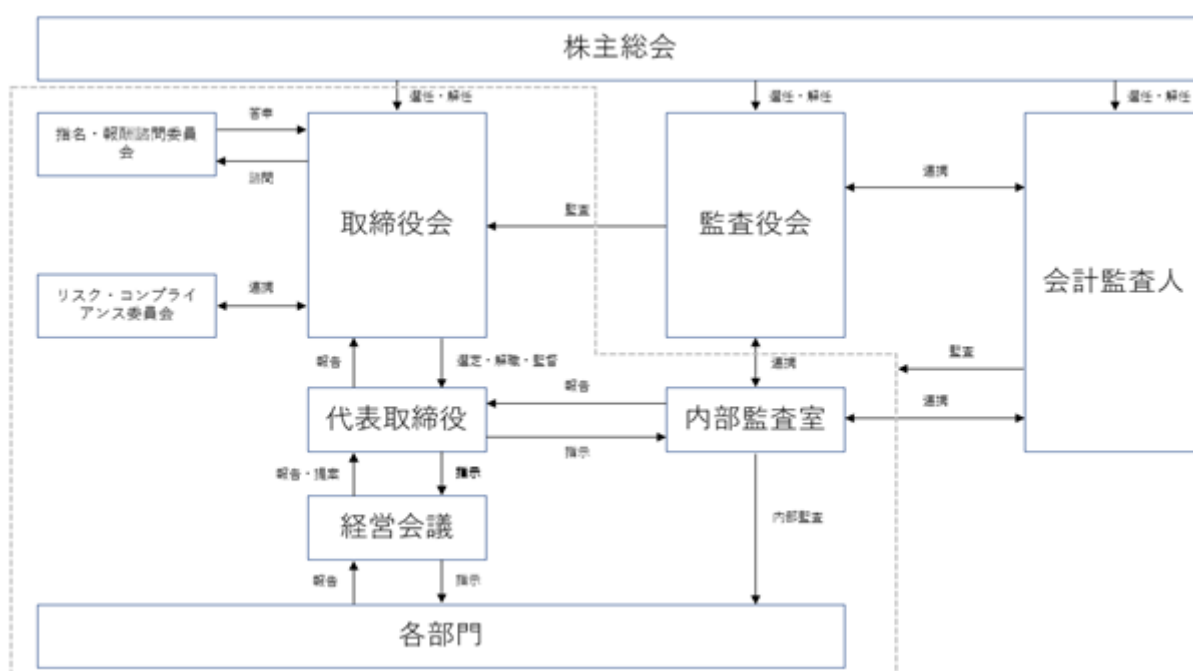 株主総会
選任・解任
選任・解任
選任・解任
指名・報酬諮問委員
会
答申
諮問
取締役会
監査
監査役会
連携
会計監査人
リスク・コンプライ
アンス委員会
連携
報告
選定・解職・監督
連携
監査
代表取締役
報告
指示
内部監査室
連携
報告・提案
指示
経営会議
内部監査
報告
指示
各部門